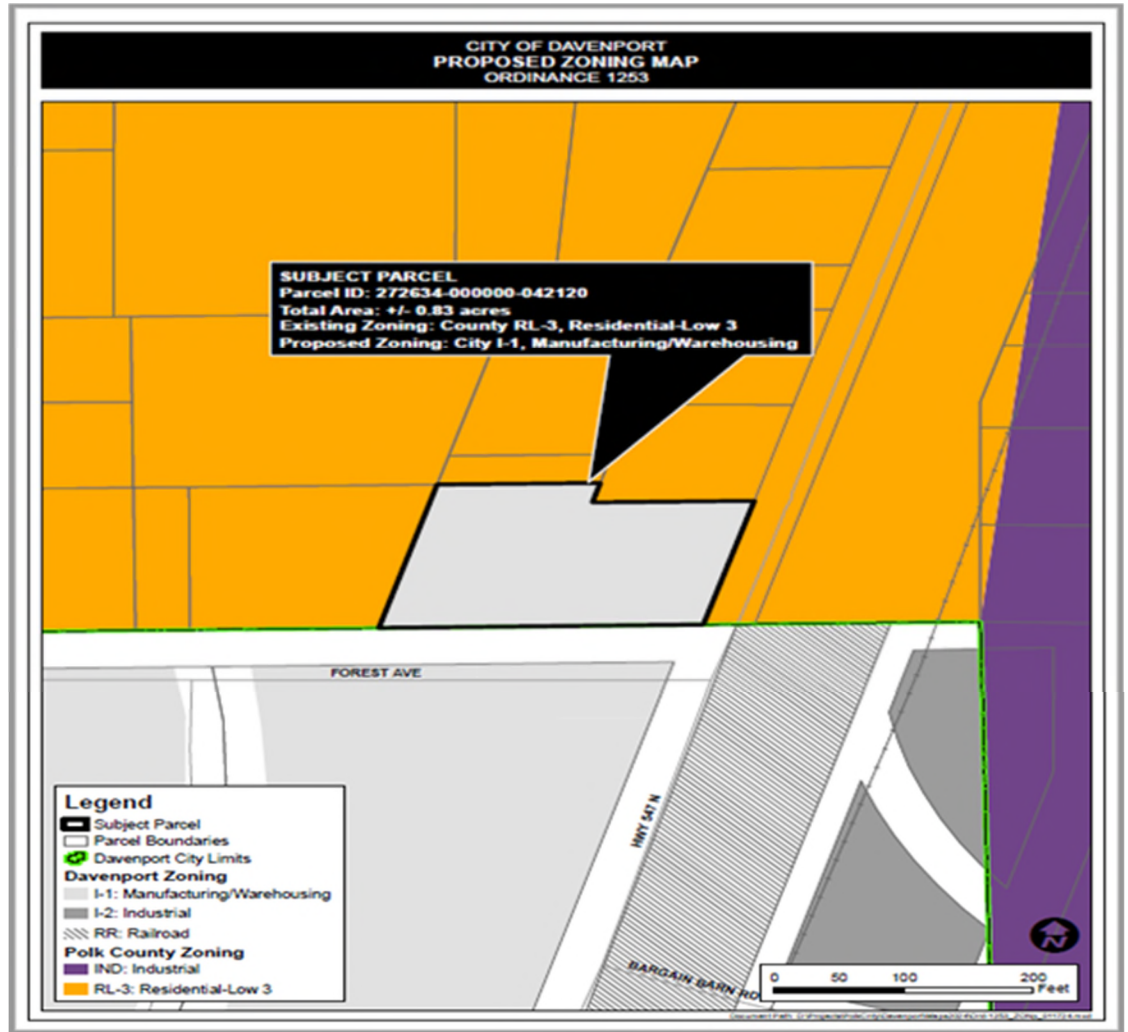 CITY OF DAVENPORT
PROPOSED ZONING MAP
ORDINANCE 1253
SUBJECT PARCEL
Parcel ID: 272634-000000-042120
Total Area: +/- 0.83 acres
Existing Zoning: County RL-3, Residential-Low 3
Proposed Zoning: City I-1, Manufacturing/Warehousing
FOREST AVE
HWY 547 N
BARGAIN BARN RD
Legend
Subject Parcel
Parcel Boundaries
Davenport City Limits
Davenport Zoning
I-1: Manufacturing/Warehousing
I-2: Industrial
RR: Railroad
Polk County Zoning
IND: Industrial
RL-3: Residential-Low 3
N
0 50 100 200
Feet
Document Path: